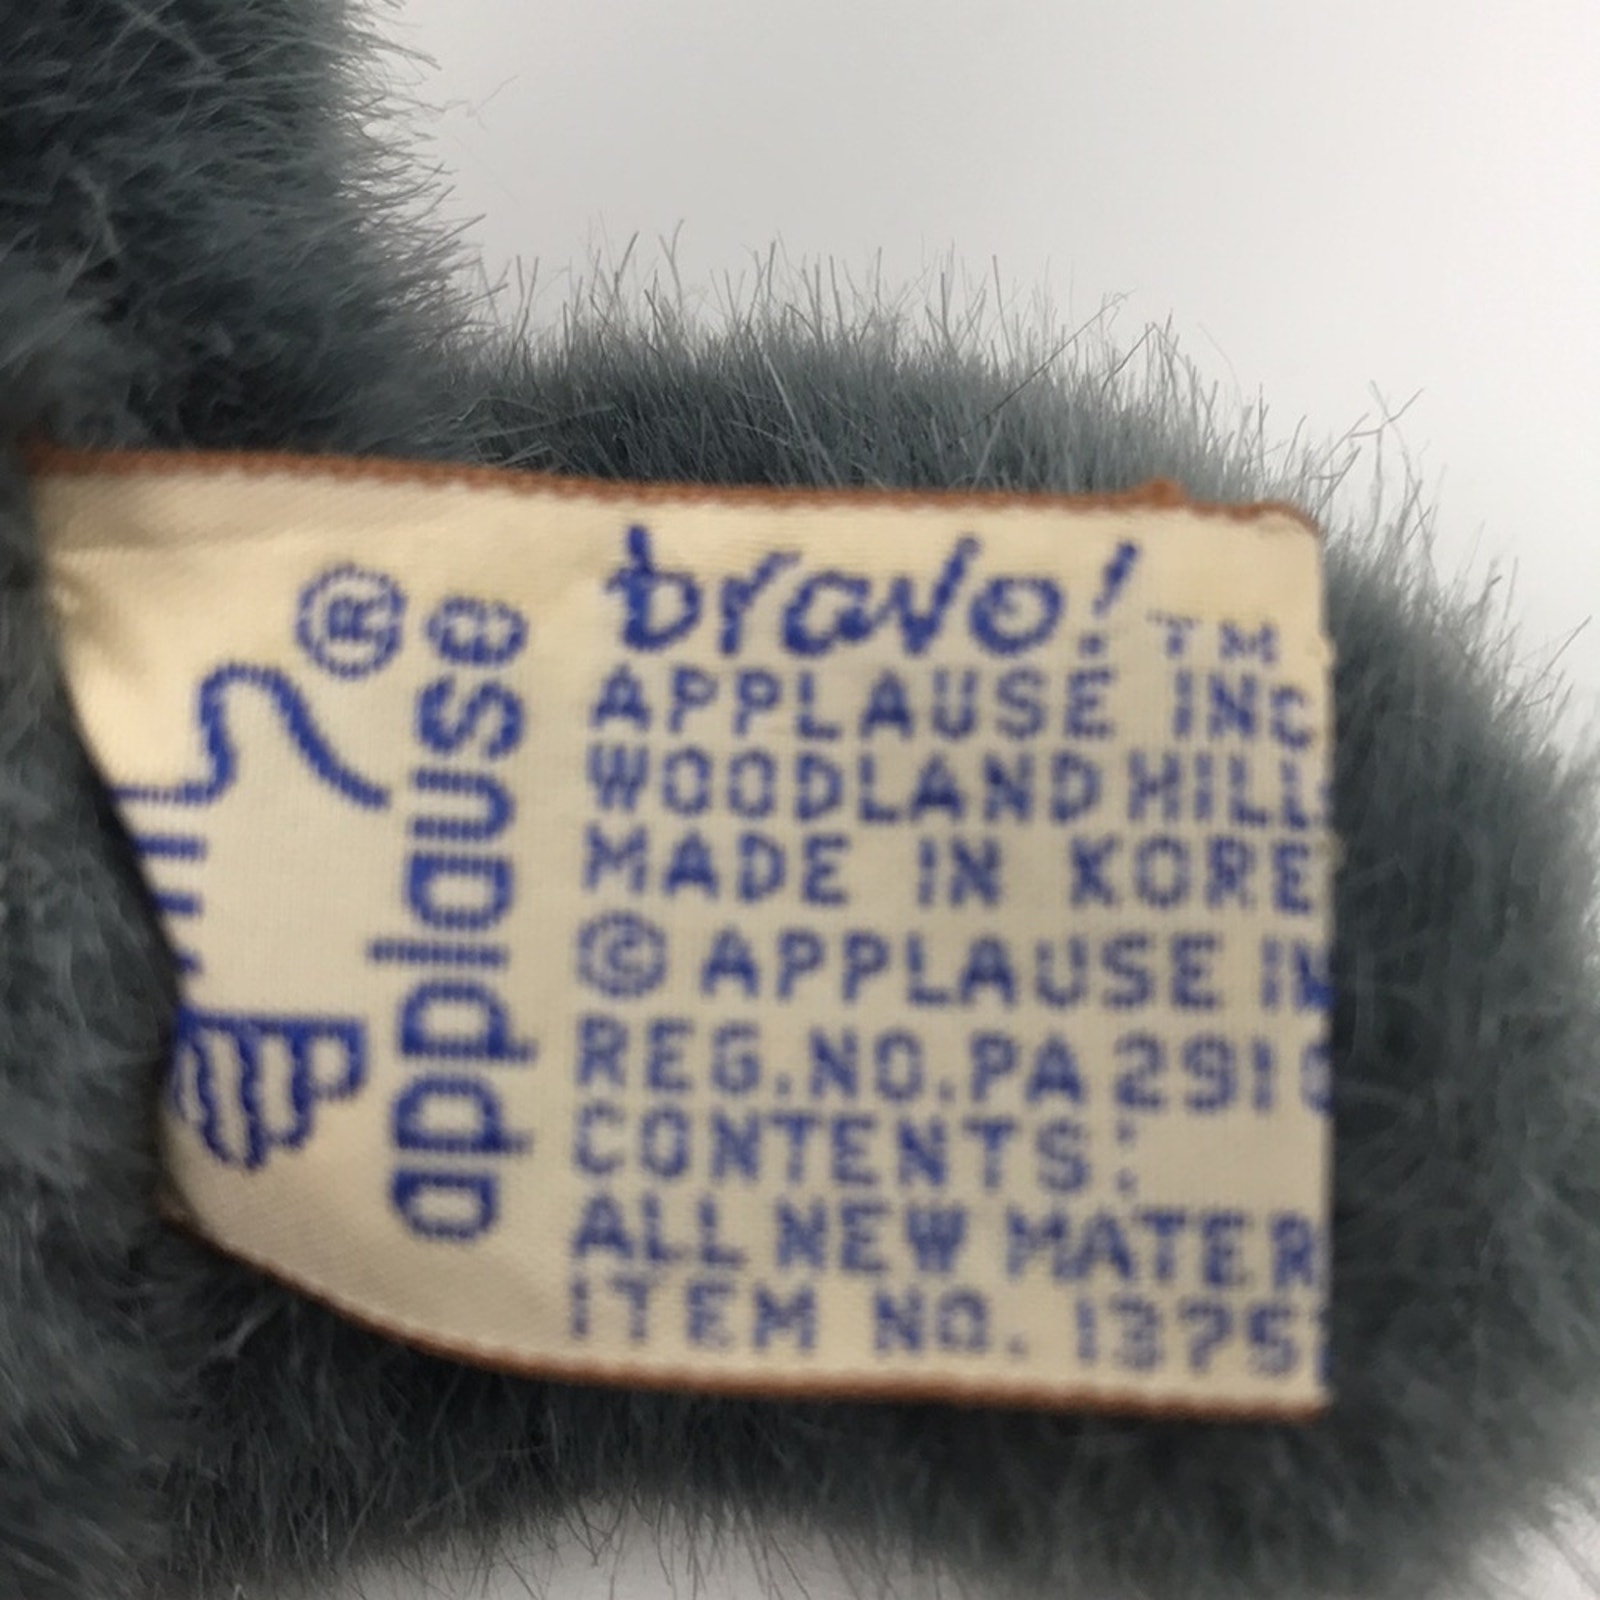 ® applause
bravo!™
APPLAUSE INC
WOODLAND HILL
MADE IN KORE
© APPLAUSE IN
REG.NO.PA 291
CONTENTS:
ALL NEW MATER
ITEM NO. 1375